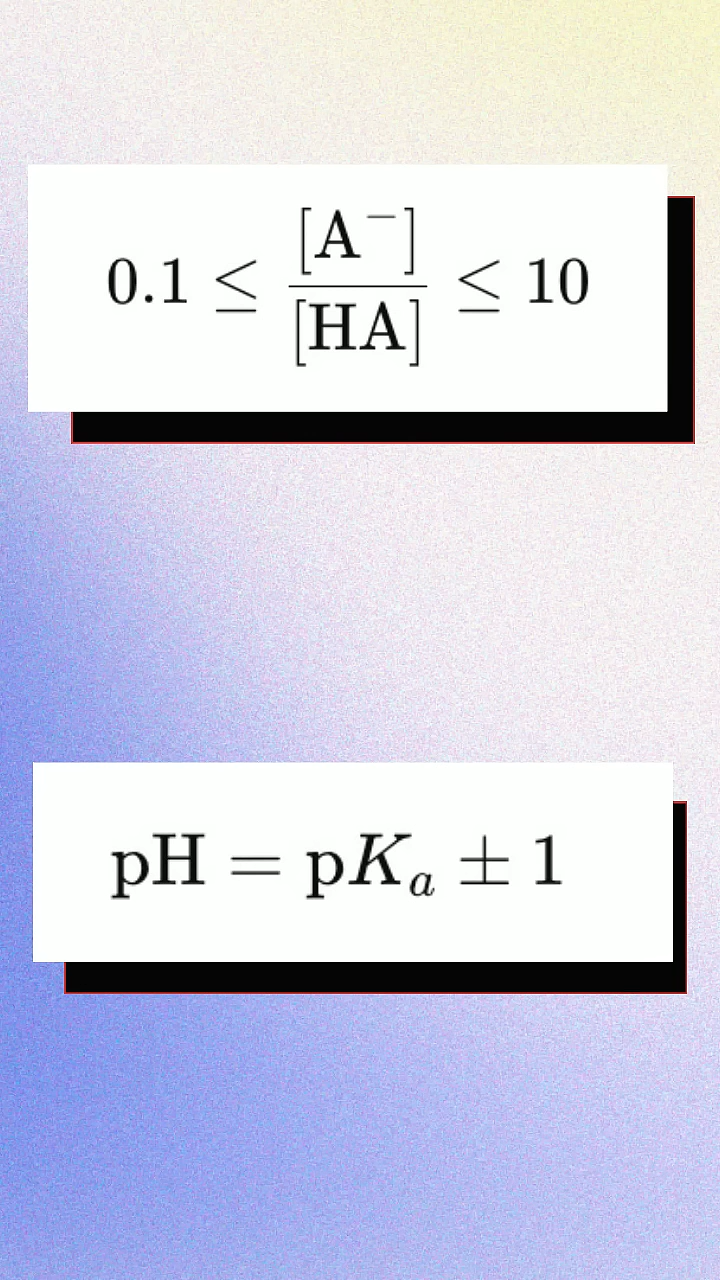 0.1 ≤ [A⁻]/[HA] ≤ 10
pH = pKₐ ± 1